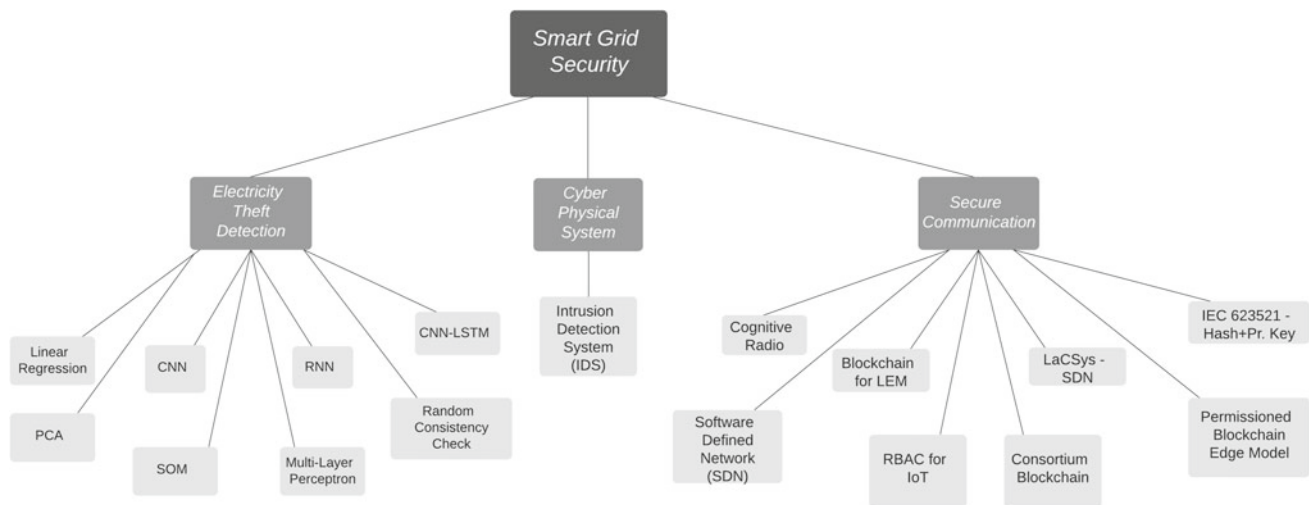 Smart Grid
Security
Electricity
Theft
Detection
Cyber
Physical
System
Secure
Communication
Linear
Regression
PCA
CNN
SOM
RNN
Multi-Layer
Perceptron
CNN-LSTM
Random
Consistency
Check
Intrusion
Detection
System
(IDS)
Cognitive
Radio
Software
Defined
Network
(SDN)
Blockchain
for LEM
RBAC for
IoT
LaCSys -
SDN
Consortium
Blockchain
IEC 623521 -
Hash+Pr. Key
Permissioned
Blockchain
Edge Model